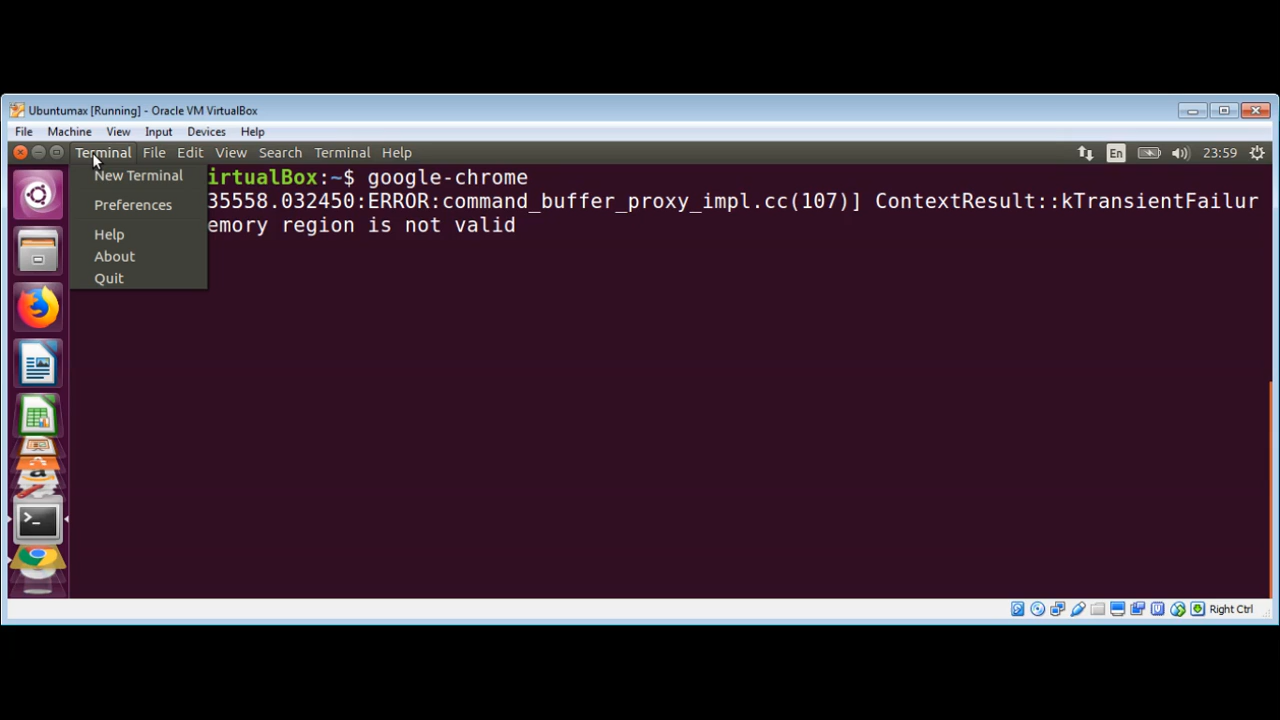 Ubuntumax [Running] - Oracle VM VirtualBox
File Machine View Input Devices Help
Terminal File Edit View Search Terminal Help En 23:59
New Terminal
Preferences
Help
About
Quit
irtualBox:~$ google-chrome
35558.032450:ERROR:command_buffer_proxy_impl.cc(107)] ContextResult::kTransientFailur
emory region is not valid
Right Ctrl